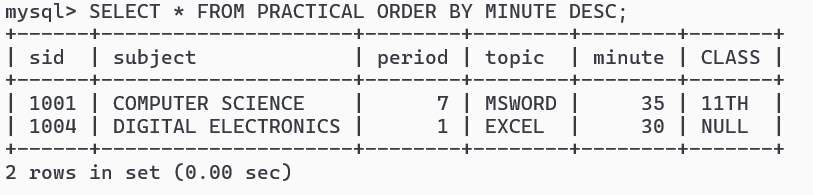 mysql> SELECT * FROM PRACTICAL ORDER BY MINUTE DESC;
+------+---------------------+--------+--------+--------+-------+
| sid  | subject             | period | topic  | minute | CLASS |
+------+---------------------+--------+--------+--------+-------+
| 1001 | COMPUTER SCIENCE    |      7 | MSWORD |     35 | 11TH  |
| 1004 | DIGITAL ELECTRONICS |      1 | EXCEL  |     30 | NULL  |
+------+---------------------+--------+--------+--------+-------+
2 rows in set (0.00 sec)